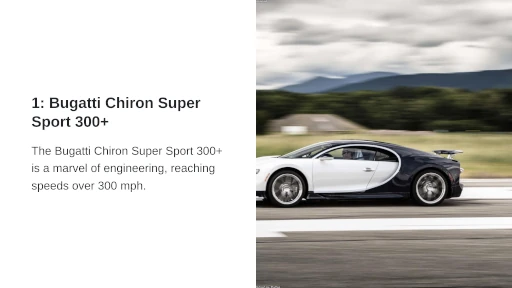 1: Bugatti Chiron Super
Sport 300+
The Bugatti Chiron Super Sport 300+
is a marvel of engineering, reaching
speeds over 300 mph.